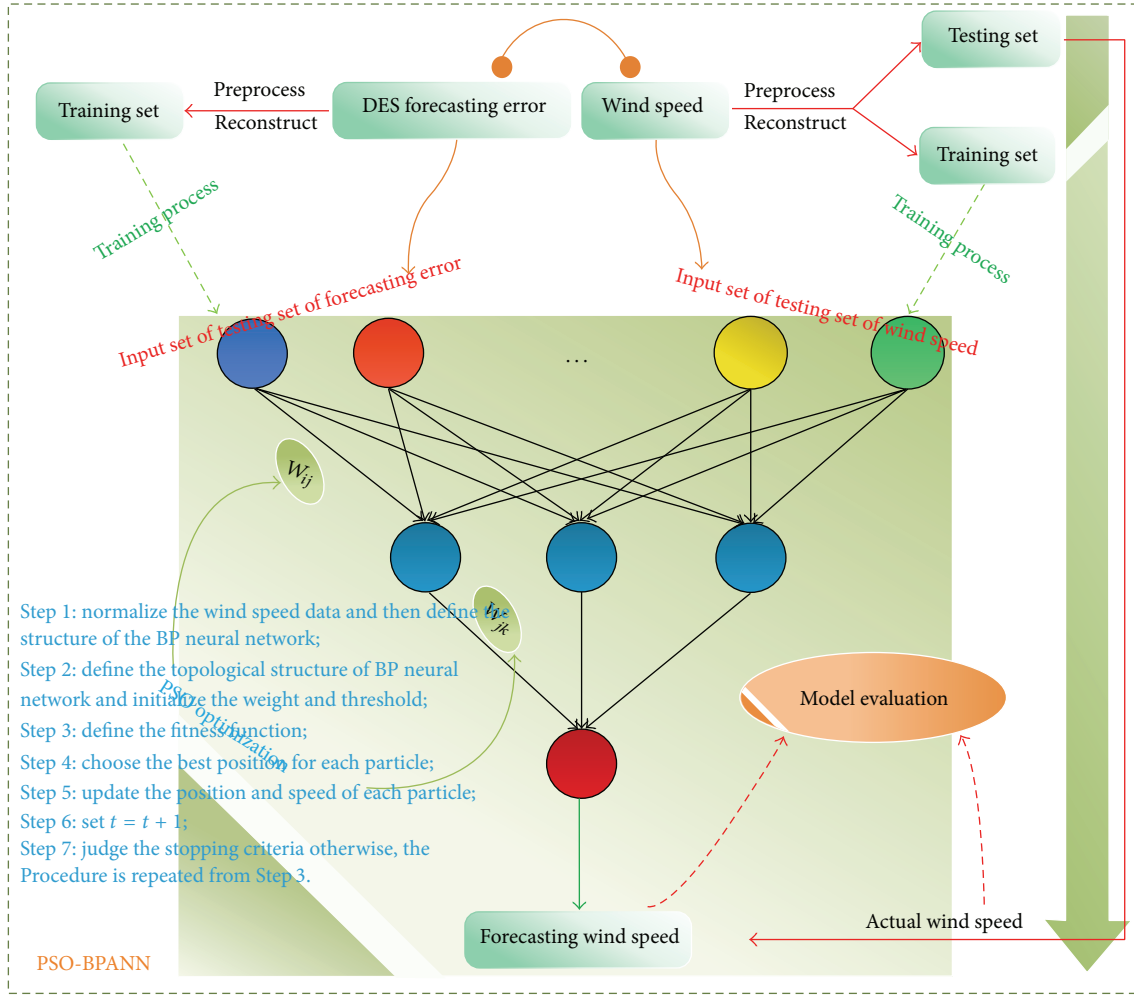 Testing set
Preprocess
Reconstruct
Training set
DES forecasting error
Wind speed
Preprocess
Reconstruct
Training set
Training process
Training process
Input set of testing set of forecasting error
Input set of testing set of wind speed
...
W_ij
W_jk
Step 1: normalize the wind speed data and then define the
structure of the BP neural network;
Step 2: define the topological structure of BP neural
network and initialize the weight and threshold;
Step 3: define the fitness function;
Step 4: choose the best position for each particle;
Step 5: update the position and speed of each particle;
Step 6: set t = t + 1;
Step 7: judge the stopping criteria otherwise, the
Procedure is repeated from Step 3.
PSO optimization
Model evaluation
Actual wind speed
Forecasting wind speed
PSO-BPANN